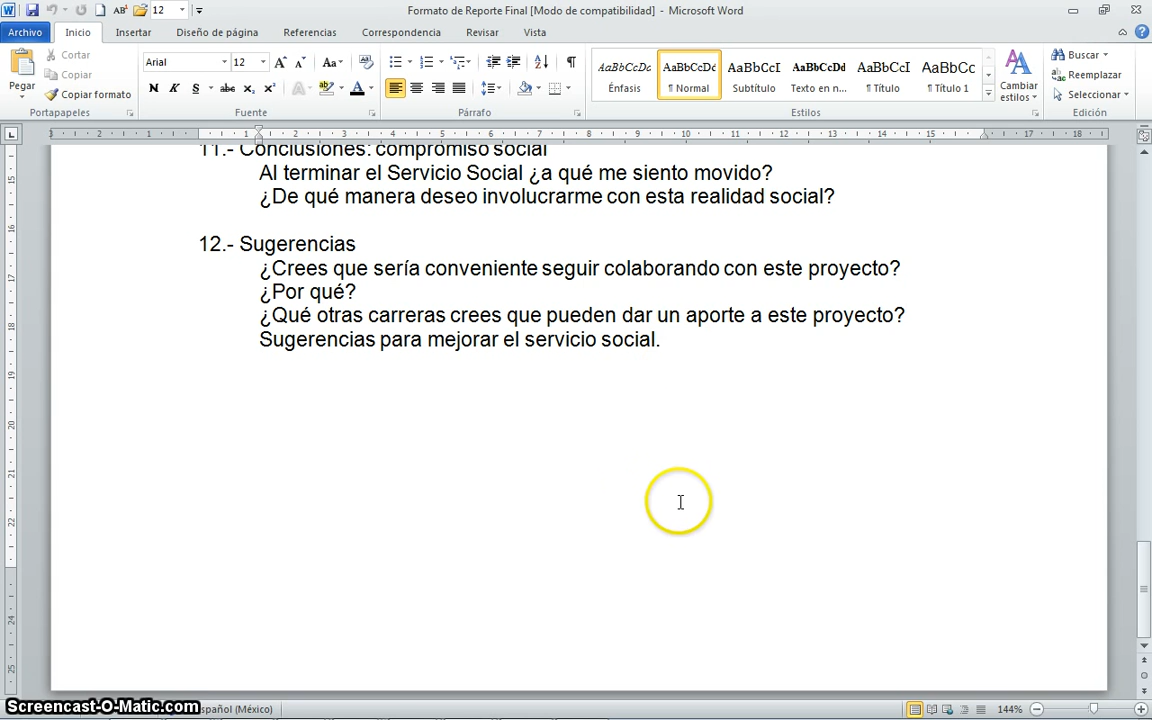 Formato de Reporte Final [Modo de compatibilidad] - Microsoft Word
12
Archivo Inicio Insertar Diseño de página Referencias Correspondencia Revisar Vista
Pegar
Cortar
Copiar
Copiar formato
Portapapeles
Arial 12
Fuente
Párrafo
AaBbCcDc AaBbCcDc AaBbCcI AaBbCcDd AaBbCcI AaBbCc
Énfasis ¶ Normal Subtítulo Texto en n... ¶ Título ¶ Título 1
Estilos
Cambiar estilos
Buscar
Reemplazar
Seleccionar
Edición
11.- Conclusiones: compromiso social
Al terminar el Servicio Social ¿a qué me siento movido?
¿De qué manera deseo involucrarme con esta realidad social?
12.- Sugerencias
¿Crees que sería conveniente seguir colaborando con este proyecto?
¿Por qué?
¿Qué otras carreras crees que pueden dar un aporte a este proyecto?
Sugerencias para mejorar el servicio social.
Screencast-O-Matic.com
Español (México)
144%